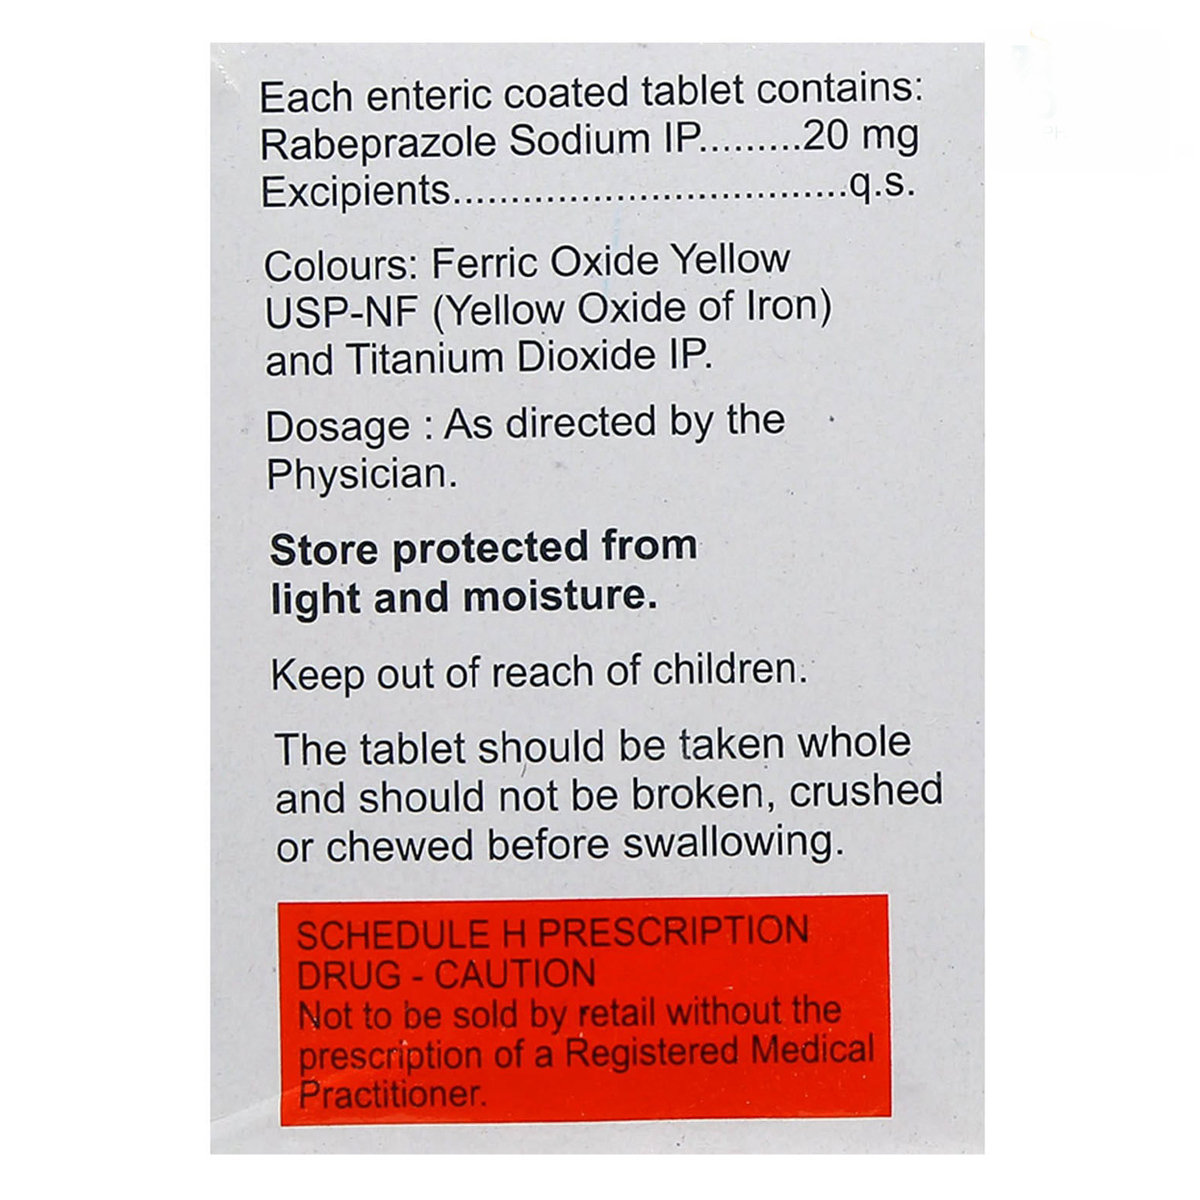 Each enteric coated tablet contains:
Rabeprazole Sodium IP.........20 mg
Excipients...................................q.s.
Colours: Ferric Oxide Yellow
USP-NF (Yellow Oxide of Iron)
and Titanium Dioxide IP.
Dosage : As directed by the
Physician.
Store protected from
light and moisture.
Keep out of reach of children.
The tablet should be taken whole
and should not be broken, crushed
or chewed before swallowing.
SCHEDULE H PRESCRIPTION
DRUG - CAUTION
Not to be sold by retail without the
prescription of a Registered Medical
Practitioner.